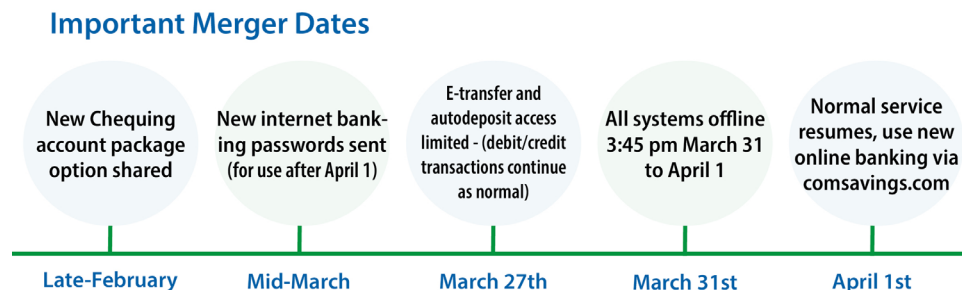 Important Merger Dates
New Chequing
account package
option shared
New internet bank-
ing passwords sent
(for use after April 1)
E-transfer and
autodeposit access
limited - (debit/credit
transactions continue
as normal)
All systems offline
3:45 pm March 31
to April 1
Normal service
resumes, use new
online banking via
comsavings.com
Late-February
Mid-March
March 27th
March 31st
April 1st